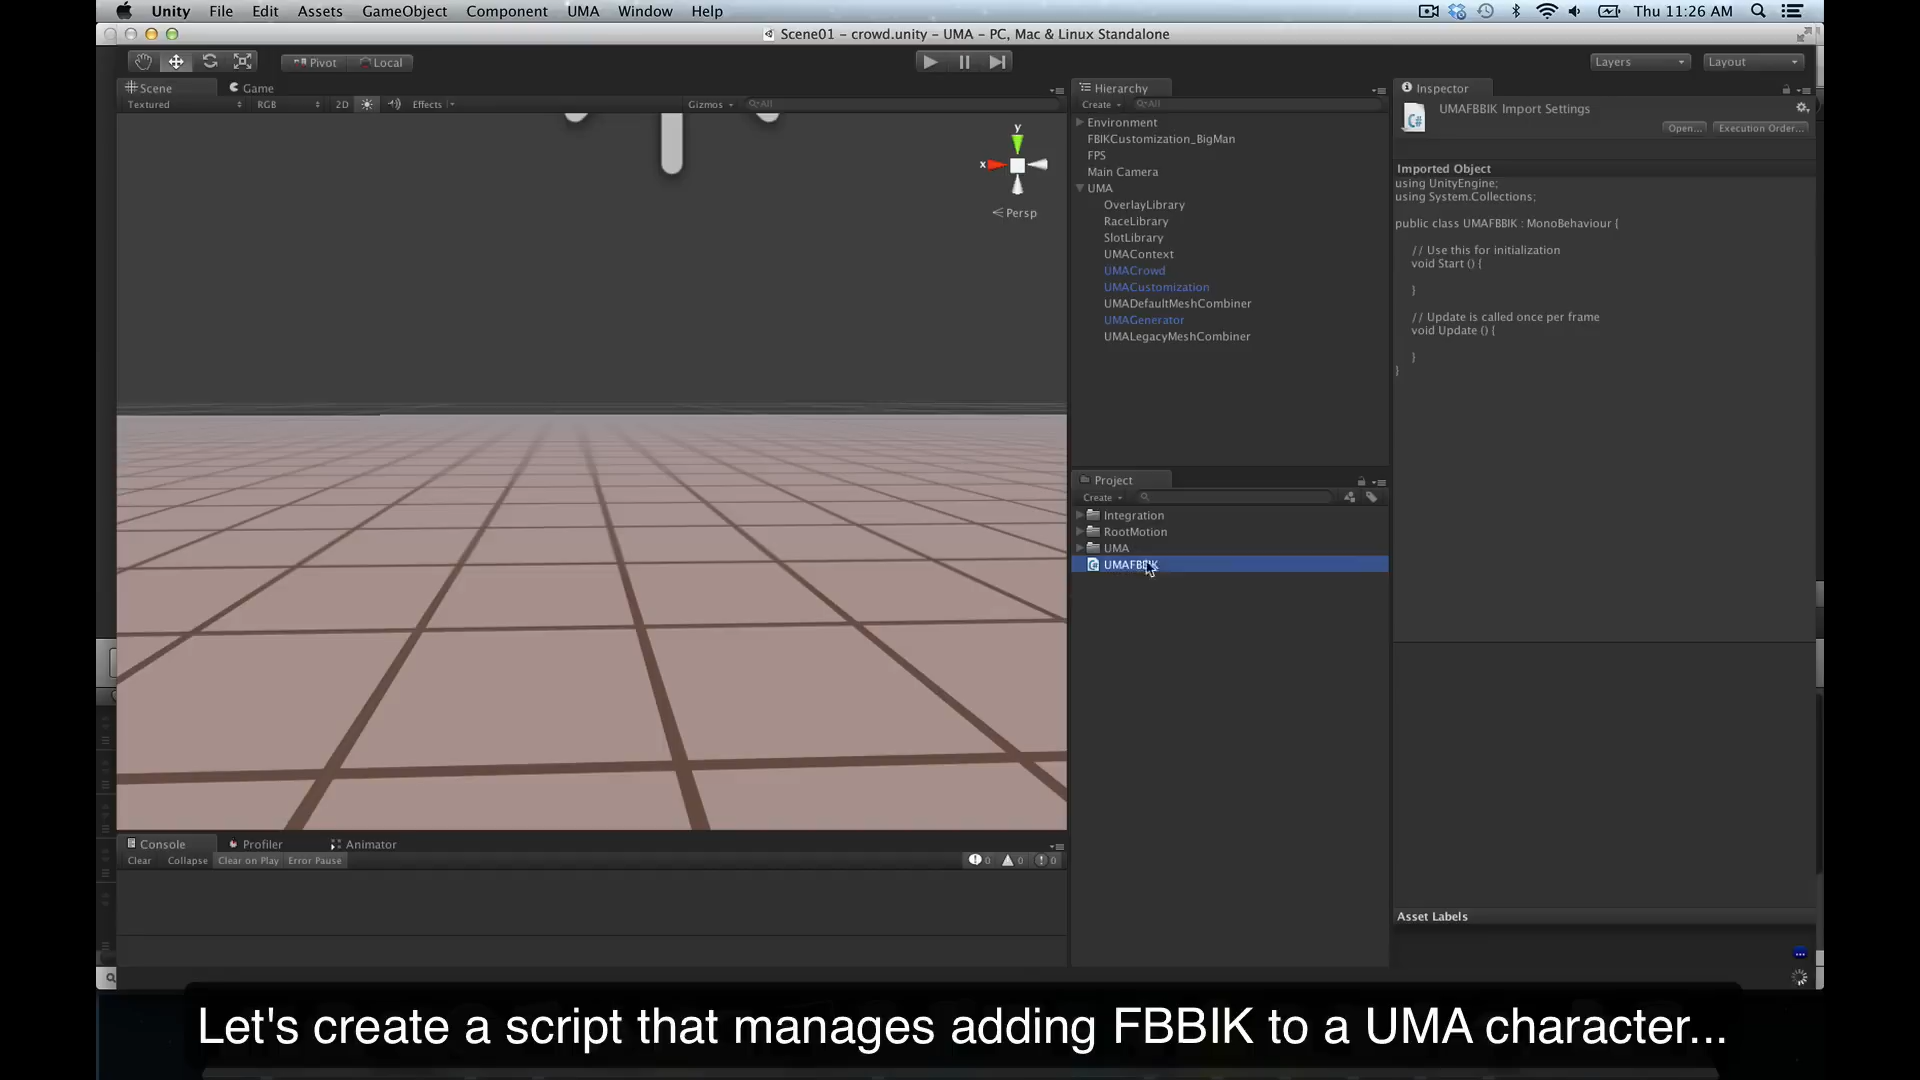 Unity File Edit Assets GameObject Component UMA Window Help
Thu 11:26 AM
Scene01 – crowd.unity – UMA – PC, Mac & Linux Standalone
Pivot Local
Layers Layout
Scene Game
Textured RGB 2D Effects Gizmos All
y
x
Persp
Hierarchy
Create All
Environment
FBIKCustomization_BigMan
FPS
Main Camera
UMA
OverlayLibrary
RaceLibrary
SlotLibrary
UMAContext
UMACrowd
UMACustomization
UMADefaultMeshCombiner
UMAGenerator
UMALegacyMeshCombiner
Project
Create
Integration
RootMotion
UMA
UMAFBBIK
Inspector
UMAFBBIK Import Settings
Open... Execution Order...
Imported Object
using UnityEngine;
using System.Collections;
public class UMAFBBIK : MonoBehaviour {
// Use this for initialization
void Start () {
}
// Update is called once per frame
void Update () {
}
}
Asset Labels
Console Profiler Animator
Clear Collapse Clear on Play Error Pause
0 0 0
Let's create a script that manages adding FBBIK to a UMA character...